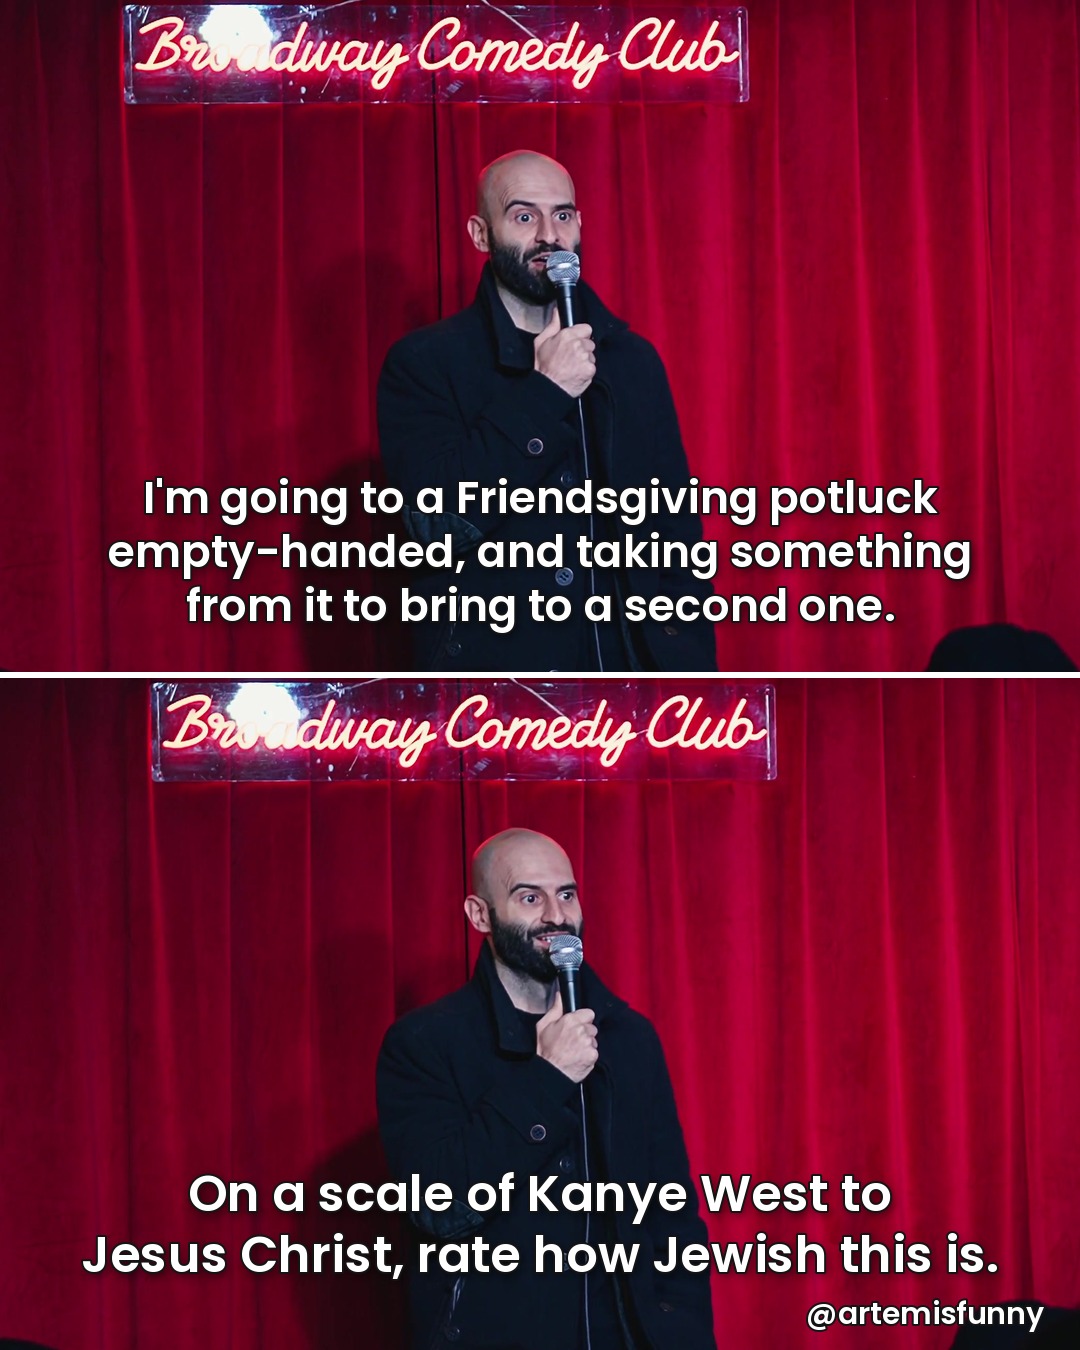 Broadway Comedy Club
I'm going to a Friendsgiving potluck
empty-handed, and taking something
from it to bring to a second one.
Broadway Comedy Club
On a scale of Kanye West to
Jesus Christ, rate how Jewish this is.
@artemisfunny